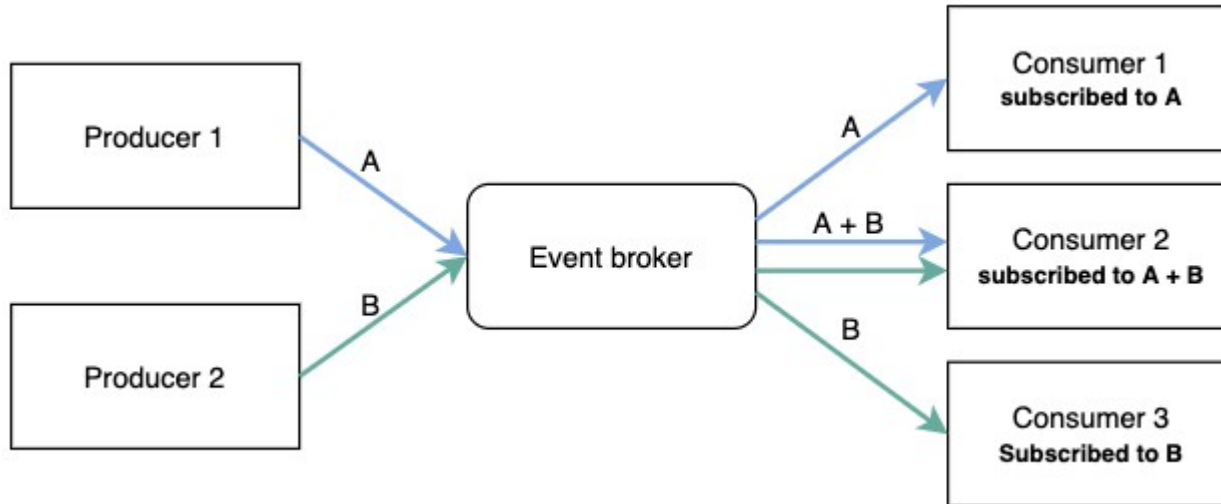 Producer 1
A
Producer 2
B
Event broker
A
A + B
B
Consumer 1
subscribed to A
Consumer 2
subscribed to A + B
Consumer 3
Subscribed to B